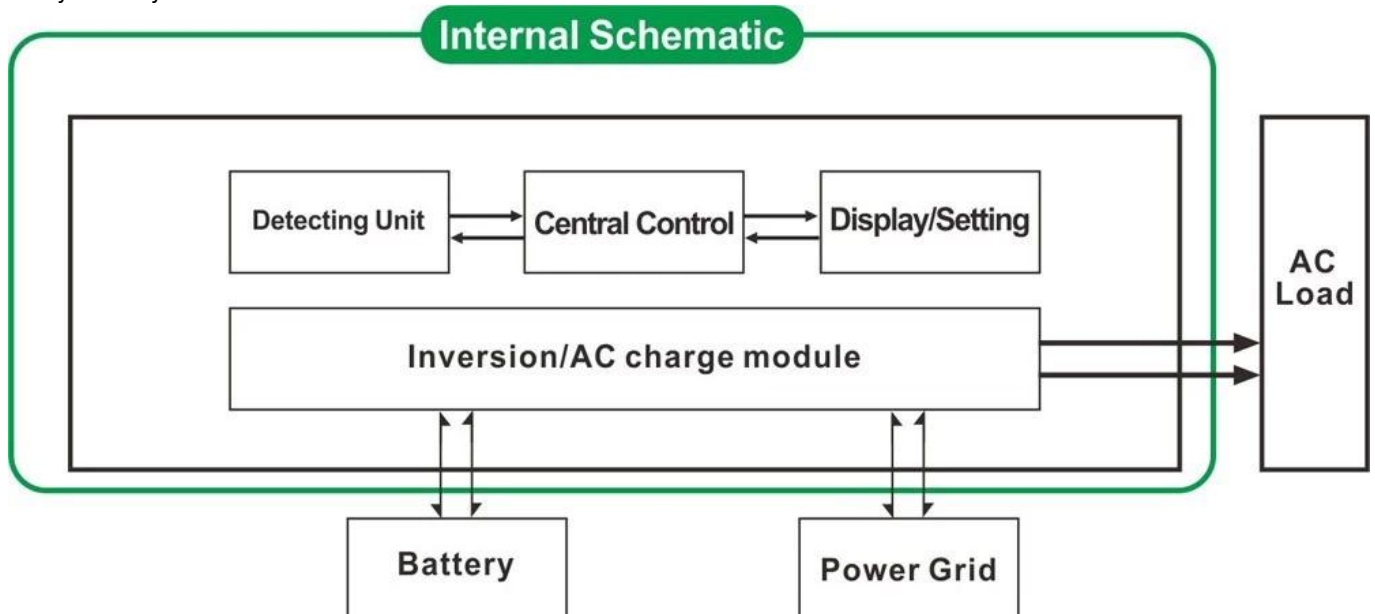 Internal Schematic
Detecting Unit
Central Control
Display/Setting
AC
Load
Inversion/AC charge module
Battery
Power Grid